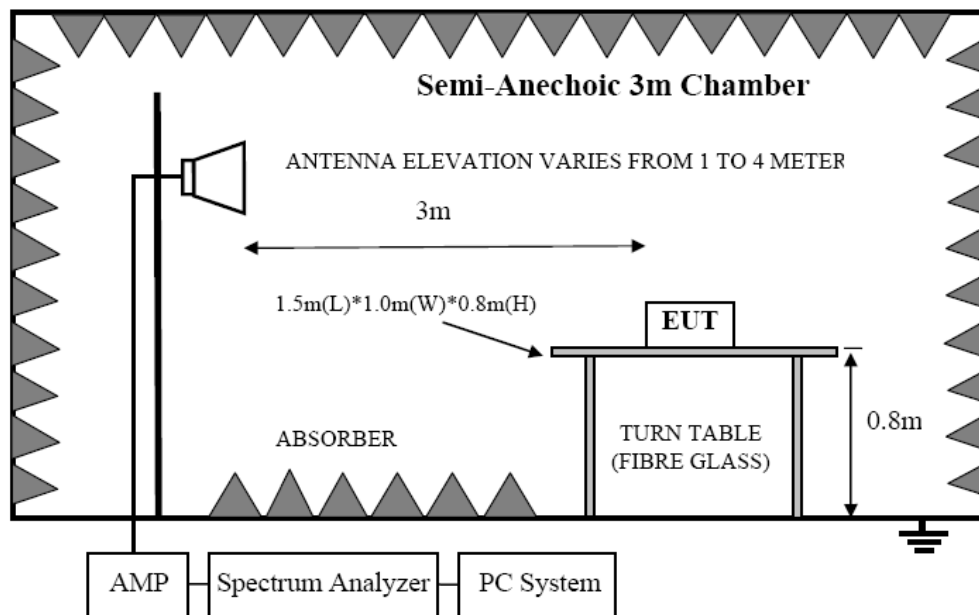 Semi-Anechoic 3m Chamber
ANTENNA ELEVATION VARIES FROM 1 TO 4 METER
3m
1.5m(L)*1.0m(W)*0.8m(H)
EUT
0.8m
ABSORBER
TURN TABLE
(FIBRE GLASS)
AMP
Spectrum Analyzer
PC System